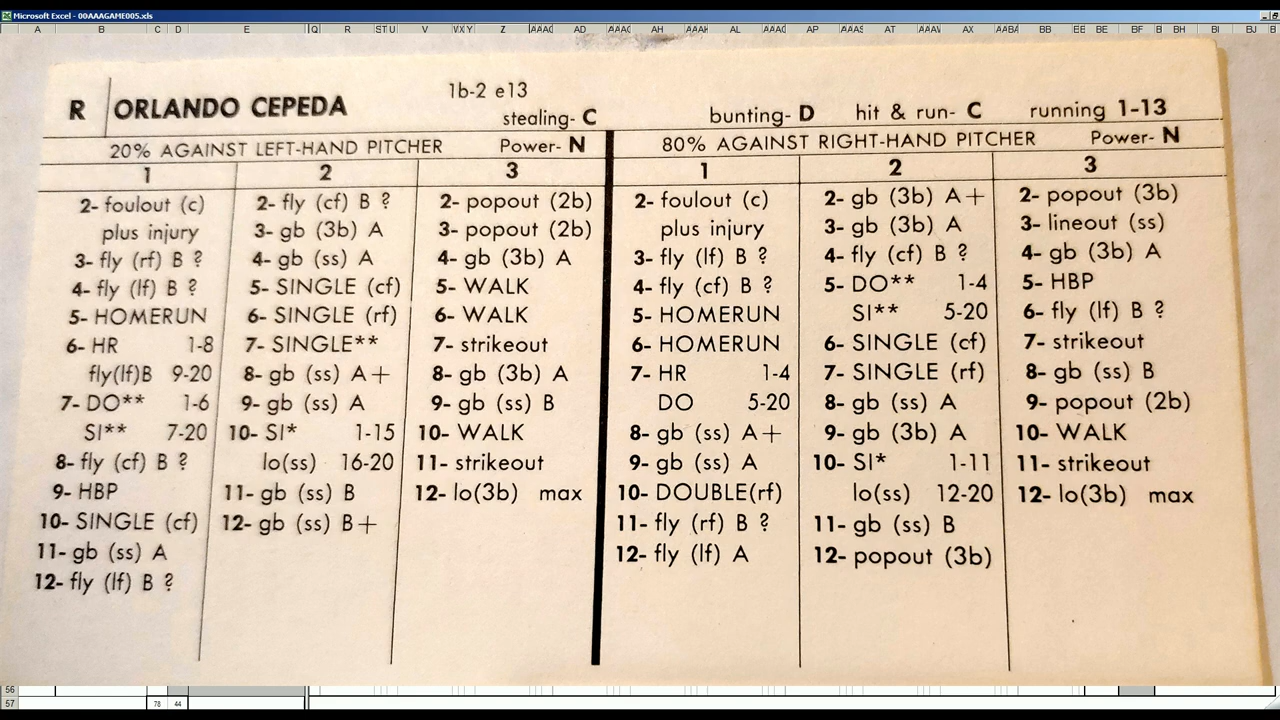 Microsoft Excel - 00AAAGAME005.xls
1b-2 e13
R ORLANDO CEPEDA stealing- C bunting- D hit & run- C running 1-13
20% AGAINST LEFT-HAND PITCHER Power- N 80% AGAINST RIGHT-HAND PITCHER Power- N
1 2 3 1 2 3
2- foulout (c)
plus injury
3- fly (rf) B ?
4- fly (lf) B ?
5- HOMERUN
6- HR 1-8
fly(lf)B 9-20
7- DO** 1-6
SI** 7-20
8- fly (cf) B ?
9- HBP
10- SINGLE (cf)
11- gb (ss) A
12- fly (lf) B ?
2- fly (cf) B ?
3- gb (3b) A
4- gb (ss) A
5- SINGLE (cf)
6- SINGLE (rf)
7- SINGLE**
8- gb (ss) A+
9- gb (ss) A
10- SI* 1-15
lo(ss) 16-20
11- gb (ss) B
12- gb (ss) B+
2- popout (2b)
3- popout (2b)
4- gb (3b) A
5- WALK
6- WALK
7- strikeout
8- gb (3b) A
9- gb (ss) B
10- WALK
11- strikeout
12- lo(3b) max
2- foulout (c)
plus injury
3- fly (lf) B ?
4- fly (cf) B ?
5- HOMERUN
6- HOMERUN
7- HR 1-4
DO 5-20
8- gb (ss) A+
9- gb (ss) A
10- DOUBLE(rf)
11- fly (rf) B ?
12- fly (lf) A
2- gb (3b) A+
3- gb (3b) A
4- fly (cf) B ?
5- DO** 1-4
SI** 5-20
6- SINGLE (cf)
7- SINGLE (rf)
8- gb (ss) A
9- gb (3b) A
10- SI* 1-11
lo(ss) 12-20
11- gb (ss) B
12- popout (3b)
2- popout (3b)
3- lineout (ss)
4- gb (3b) A
5- HBP
6- fly (lf) B ?
7- strikeout
8- gb (ss) B
9- popout (2b)
10- WALK
11- strikeout
12- lo(3b) max
56
57 78 44